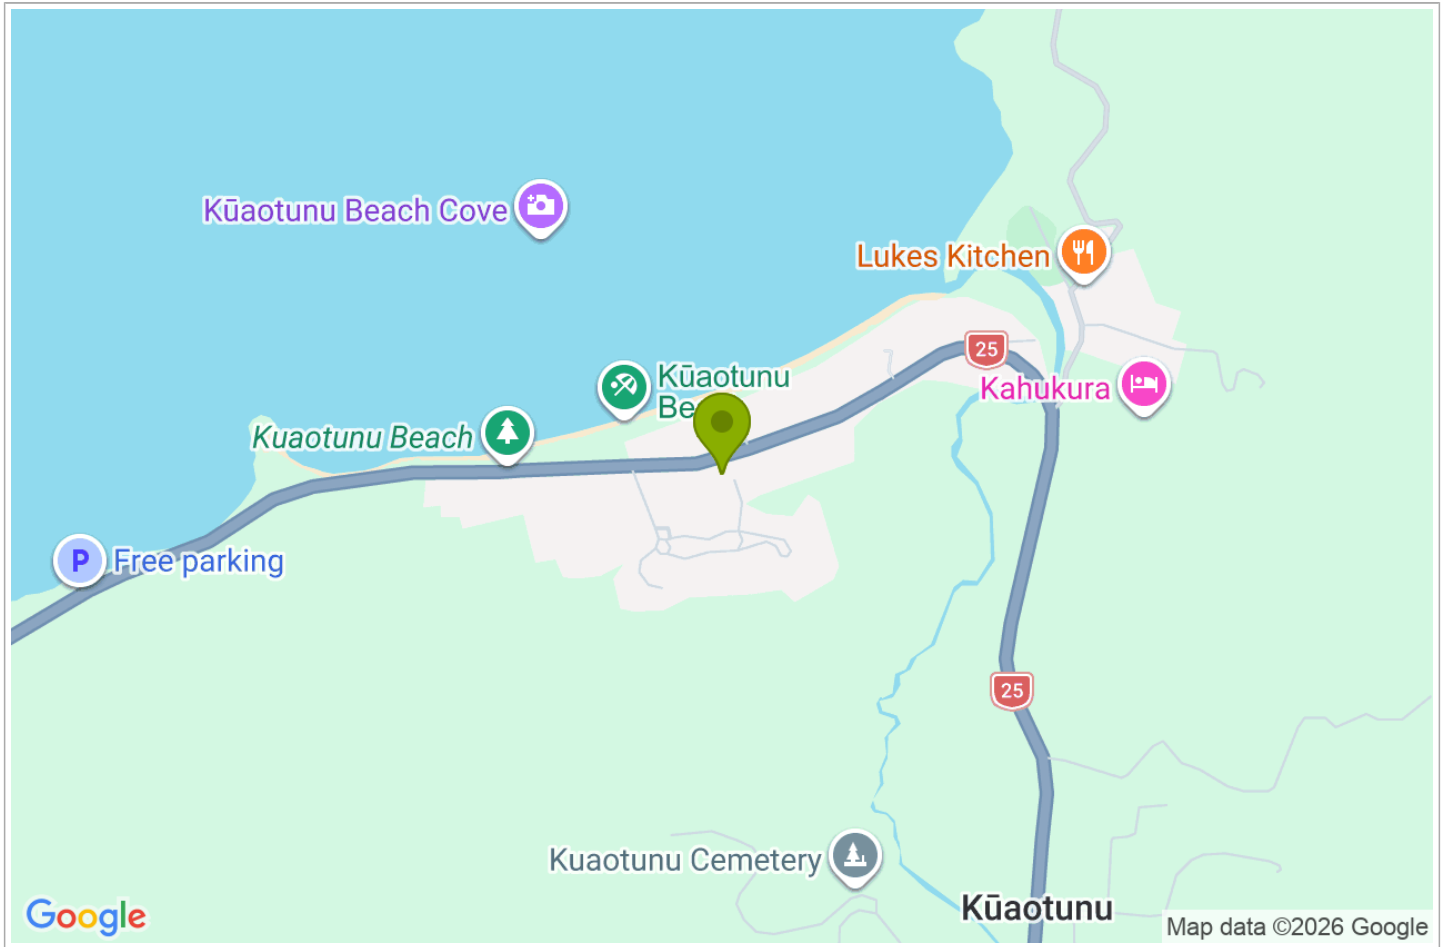 Kūaotunu Beach Cove
Lukes Kitchen
25
Kūaotunu
Be
Kahukura
Kuaotunu Beach
P Free parking
25
Kuaotunu Cemetery
Kūaotunu
Google
Map data ©2026 Google